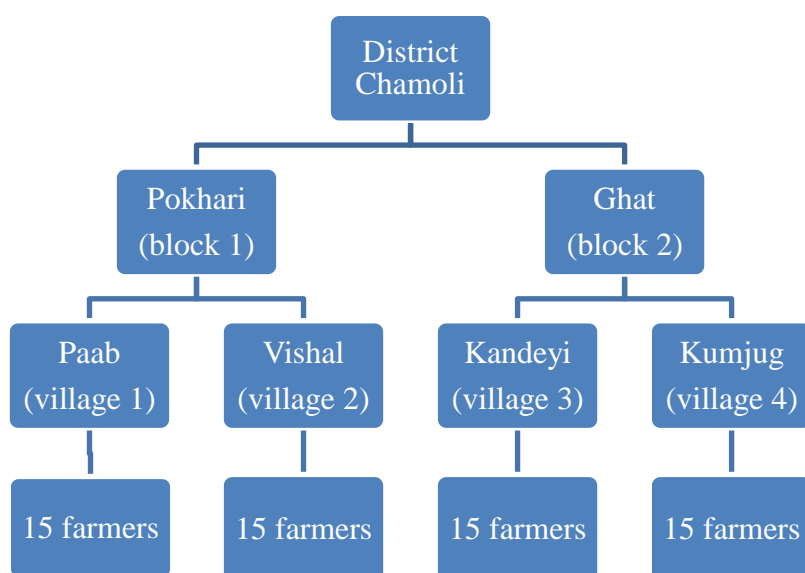 District
Chamoli
Pokhari
(block 1)
Ghat
(block 2)
Paab
(village 1)
Vishal
(village 2)
Kandeyi
(village 3)
Kumjug
(village 4)
15 farmers
15 farmers
15 farmers
15 farmers